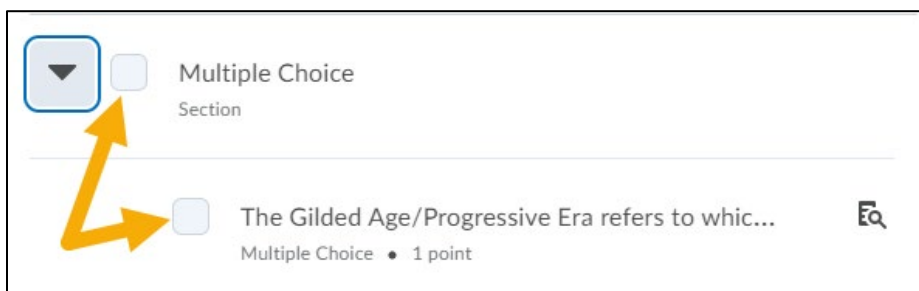 Multiple Choice
Section
The Gilded Age/Progressive Era refers to whic...
Multiple Choice • 1 point